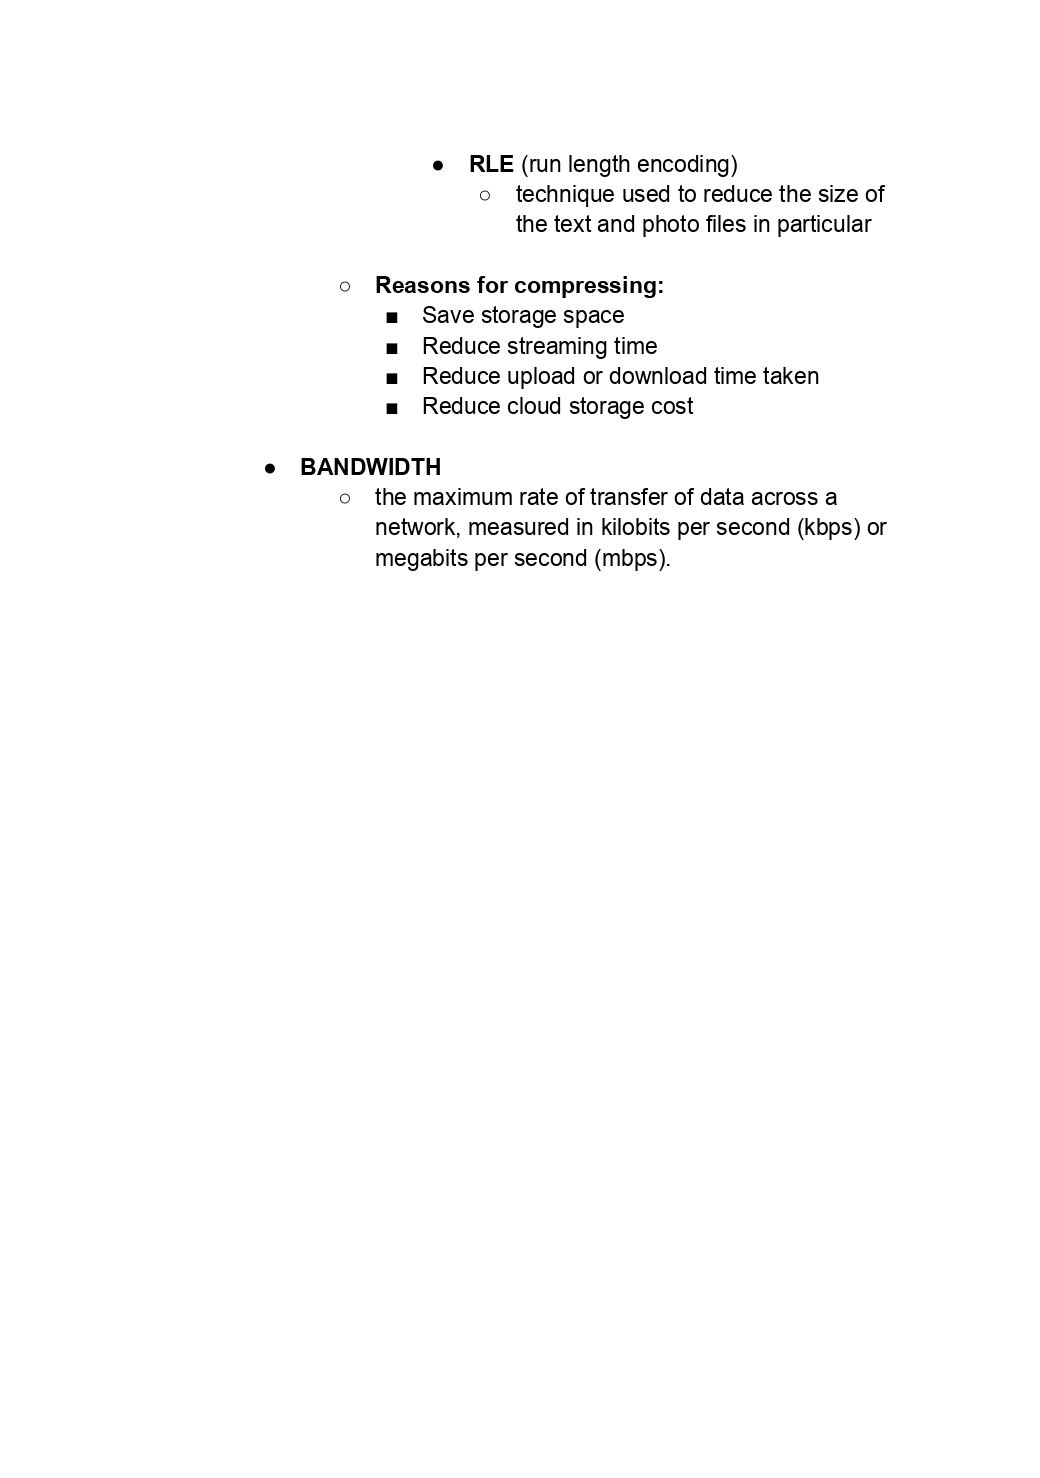 ● RLE (run length encoding)
○ technique used to reduce the size of
the text and photo files in particular
○ Reasons for compressing:
■ Save storage space
■ Reduce streaming time
■ Reduce upload or download time taken
■ Reduce cloud storage cost
● BANDWIDTH
○ the maximum rate of transfer of data across a
network, measured in kilobits per second (kbps) or
megabits per second (mbps).